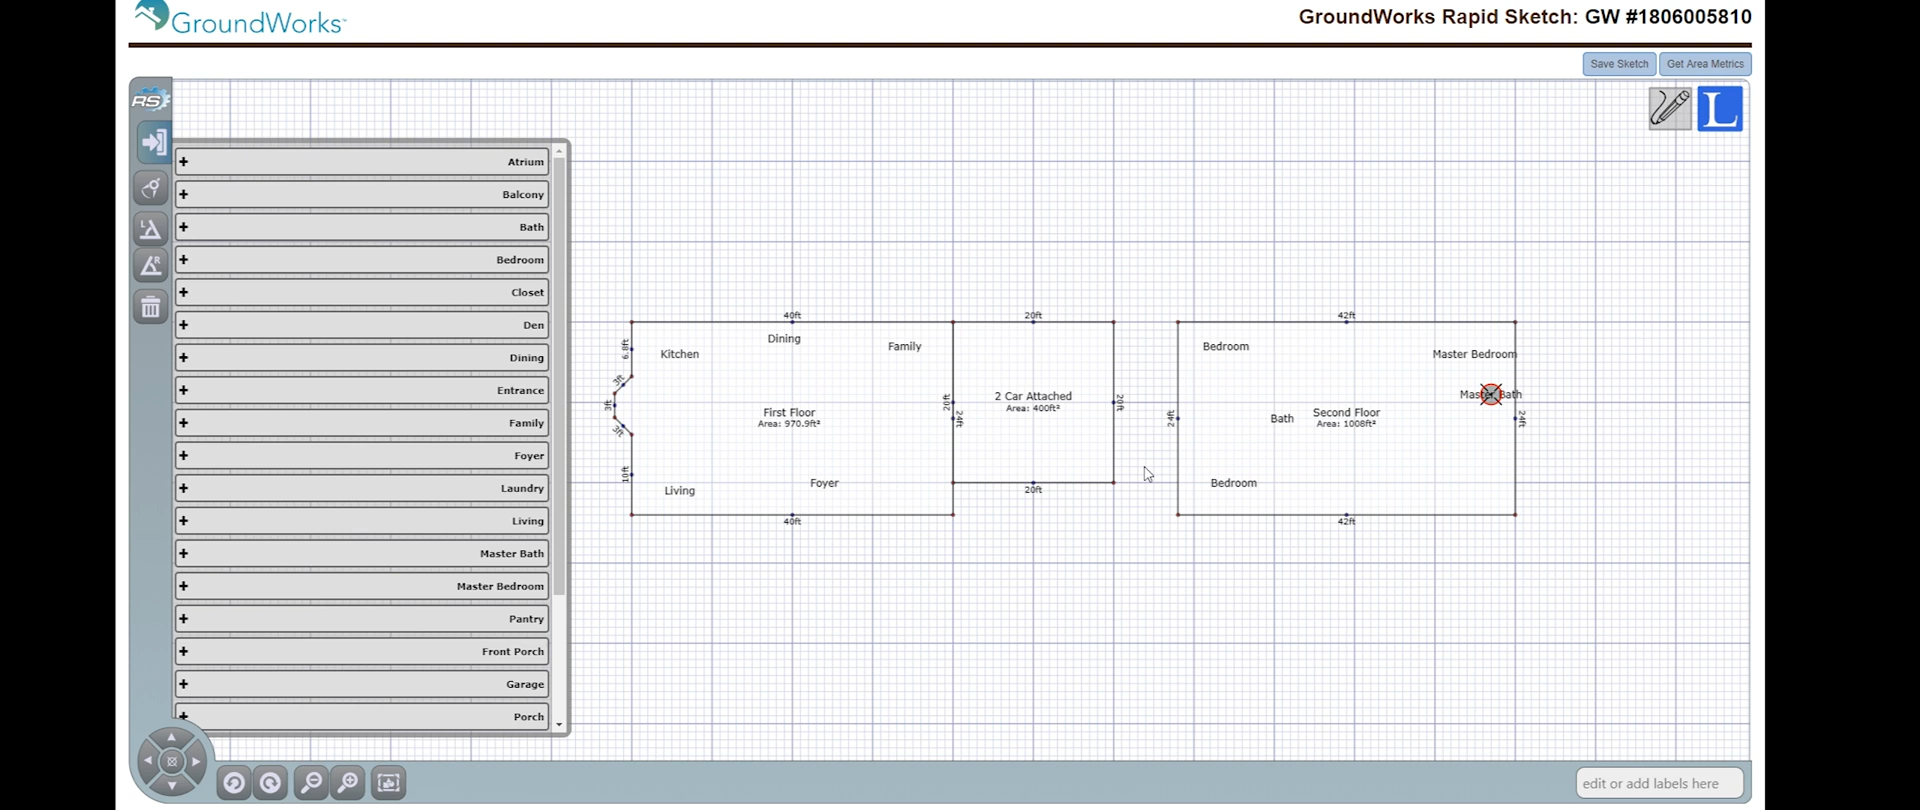 GroundWorks™
GroundWorks Rapid Sketch: GW #1806005810
Save Sketch
Get Area Metrics
RS
L
Atrium
Balcony
Bath
Bedroom
Closet
Den
Dining
Entrance
Family
Foyer
Laundry
Living
Master Bath
Master Bedroom
Pantry
Front Porch
Garage
Porch
L
R
40ft
6.8ft
3ft
3ft
3ft
10ft
40ft
Kitchen
Dining
Family
First Floor
Area: 970.9ft²
Living
Foyer
20ft
24ft
20ft
2 Car Attached
Area: 400ft²
20ft
20ft
42ft
24ft
Bedroom
Master Bedroom
Master Bath
Bath
Second Floor
Area: 1008ft²
24ft
Bedroom
42ft
edit or add labels here